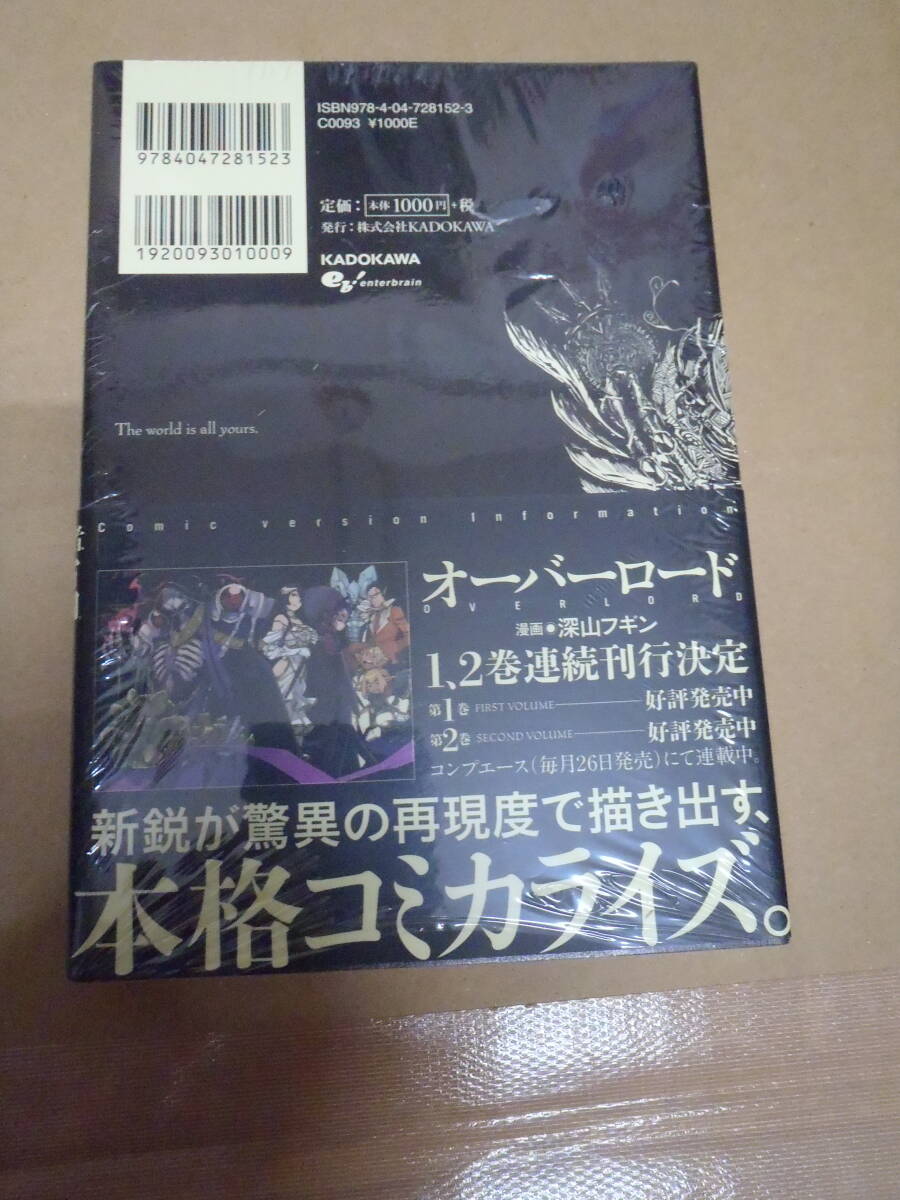 ISBN978-4-04-728152-3
C0093 ¥1000E
9784047281523
1920093010009
定価：本体1000円+税
発行：株式会社KADOKAWA
KADOKAWA
eb! enterbrain
The world is all yours.
Comic version Information
オーバーロード
OVERLORD
漫画●深山フギン
1、2巻連続刊行決定
第1巻 FIRST VOLUME 好評発売中
第2巻 SECOND VOLUME 好評発売中
コンプエース（毎月26日発売）にて連載中。
新鋭が驚異の再現度で描き出す、
本格コミカライズ。